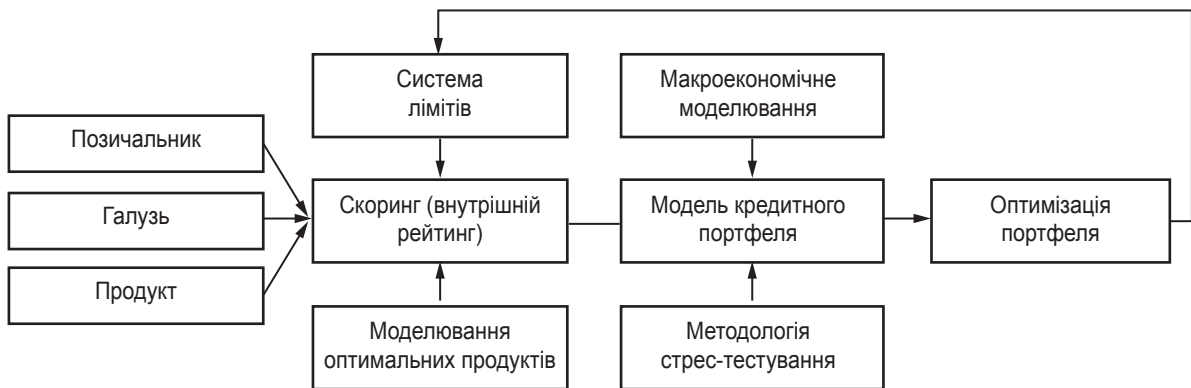 Система
лімітів
Макроекономічне
моделювання
Позичальник
Галузь
Продукт
Скоринг (внутрішній
рейтинг)
Модель кредитного
портфеля
Оптимізація
портфеля
Моделювання
оптимальних продуктів
Методологія
стрес-тестування